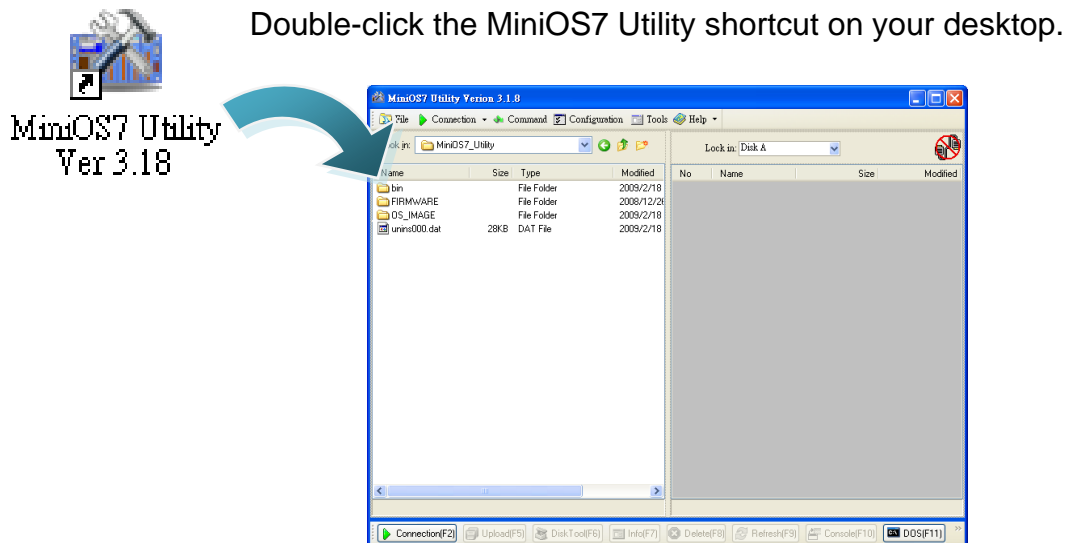 Double-click the MiniOS7 Utility shortcut on your desktop.
MiniOS7 Utility
Ver 3.18
MiniOS7 Utility Verion 3.1.8
File Connection Command Configuration Tools Help
ok in: MiniOS7_Utility
Lock in: Disk A
Name Size Type Modified
No Name Size Modified
bin File Folder 2009/2/18
FIRMWARE File Folder 2008/12/26
OS_IMAGE File Folder 2009/2/18
unins000.dat 28KB DAT File 2009/2/18
Connection(F2) Upload(F5) DiskTool(F6) Info(F7) Delete(F8) Refresh(F9) Console(F10) DOS(F11)